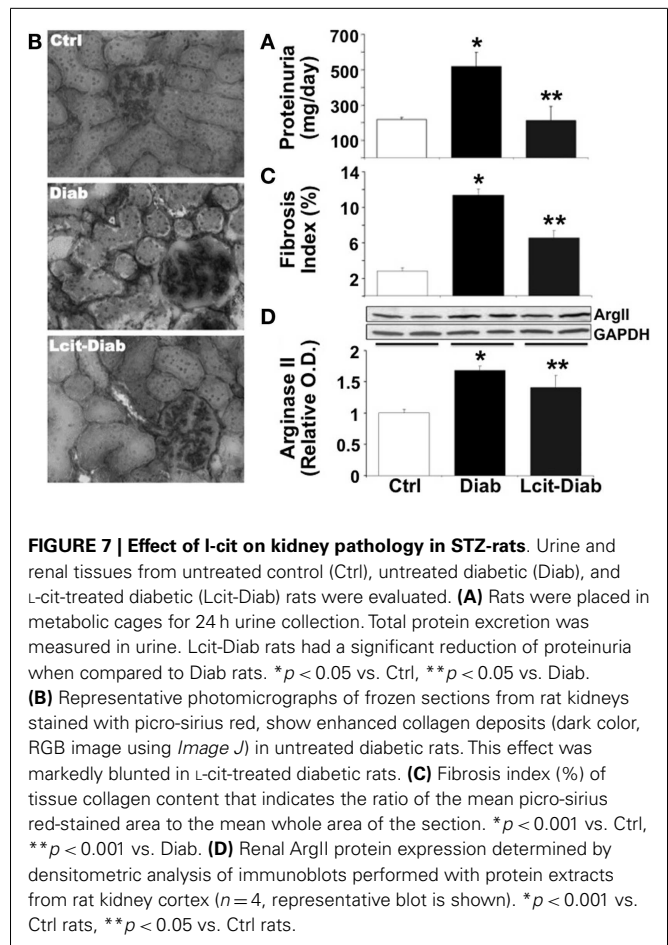 B
Ctrl
Diab
Lcit-Diab
A
Proteinuria
(mg/day)
700
500
300
100
*
**
C
Fibrosis
Index (%)
14
10
6
2
*
**
D
ArgII
GAPDH
Arginase II
(Relative O.D.)
2
1.5
1
0.5
0
*
**
Ctrl
Diab
Lcit-Diab
FIGURE 7 | Effect of l-cit on kidney pathology in STZ-rats. Urine and
renal tissues from untreated control (Ctrl), untreated diabetic (Diab), and
L-cit-treated diabetic (Lcit-Diab) rats were evaluated. (A) Rats were placed in
metabolic cages for 24 h urine collection. Total protein excretion was
measured in urine. Lcit-Diab rats had a significant reduction of proteinuria
when compared to Diab rats. *p < 0.05 vs. Ctrl, **p < 0.05 vs. Diab.
(B) Representative photomicrographs of frozen sections from rat kidneys
stained with picro-sirius red, show enhanced collagen deposits (dark color,
RGB image using Image J) in untreated diabetic rats. This effect was
markedly blunted in L-cit-treated diabetic rats. (C) Fibrosis index (%) of
tissue collagen content that indicates the ratio of the mean picro-sirius
red-stained area to the mean whole area of the section. *p < 0.001 vs. Ctrl,
**p < 0.001 vs. Diab. (D) Renal ArgII protein expression determined by
densitometric analysis of immunoblots performed with protein extracts
from rat kidney cortex (n = 4, representative blot is shown). *p < 0.001 vs.
Ctrl rats, **p < 0.05 vs. Ctrl rats.